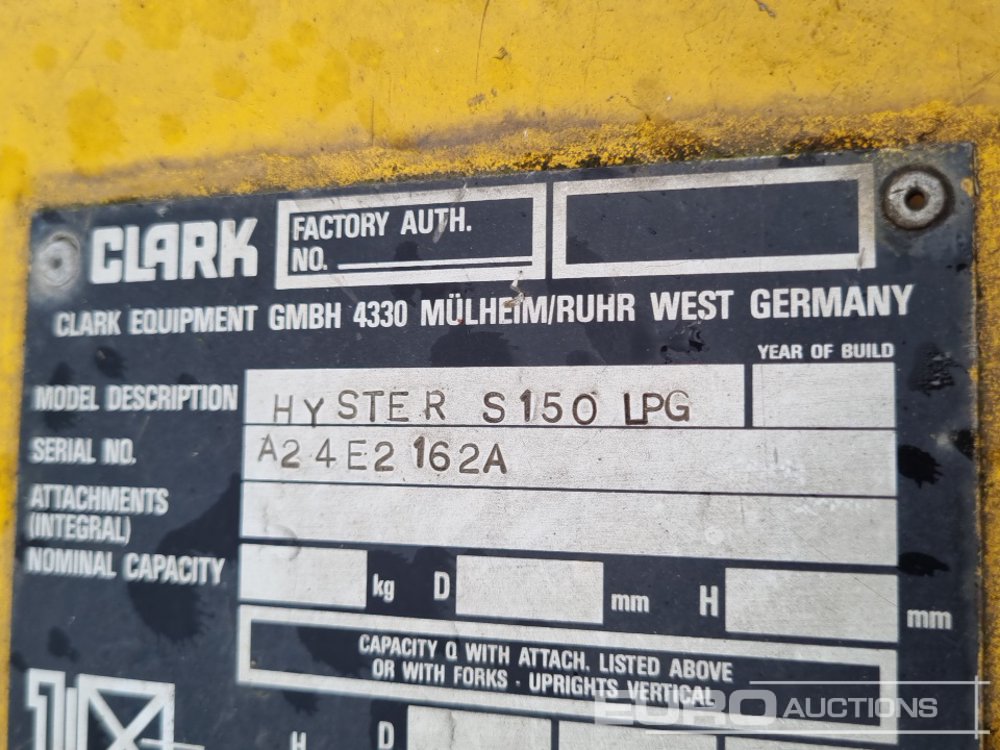 CLARK
FACTORY AUTH.
NO.
CLARK EQUIPMENT GMBH 4330 MÜLHEIM/RUHR WEST GERMANY
YEAR OF BUILD
MODEL DESCRIPTION HYSTER S150 LPG
SERIAL NO. A24E2162A
ATTACHMENTS
(INTEGRAL)
NOMINAL CAPACITY kg D mm H mm
CAPACITY Q WITH ATTACH. LISTED ABOVE
OR WITH FORKS · UPRIGHTS VERTICAL
H D
EURO AUCTIONS